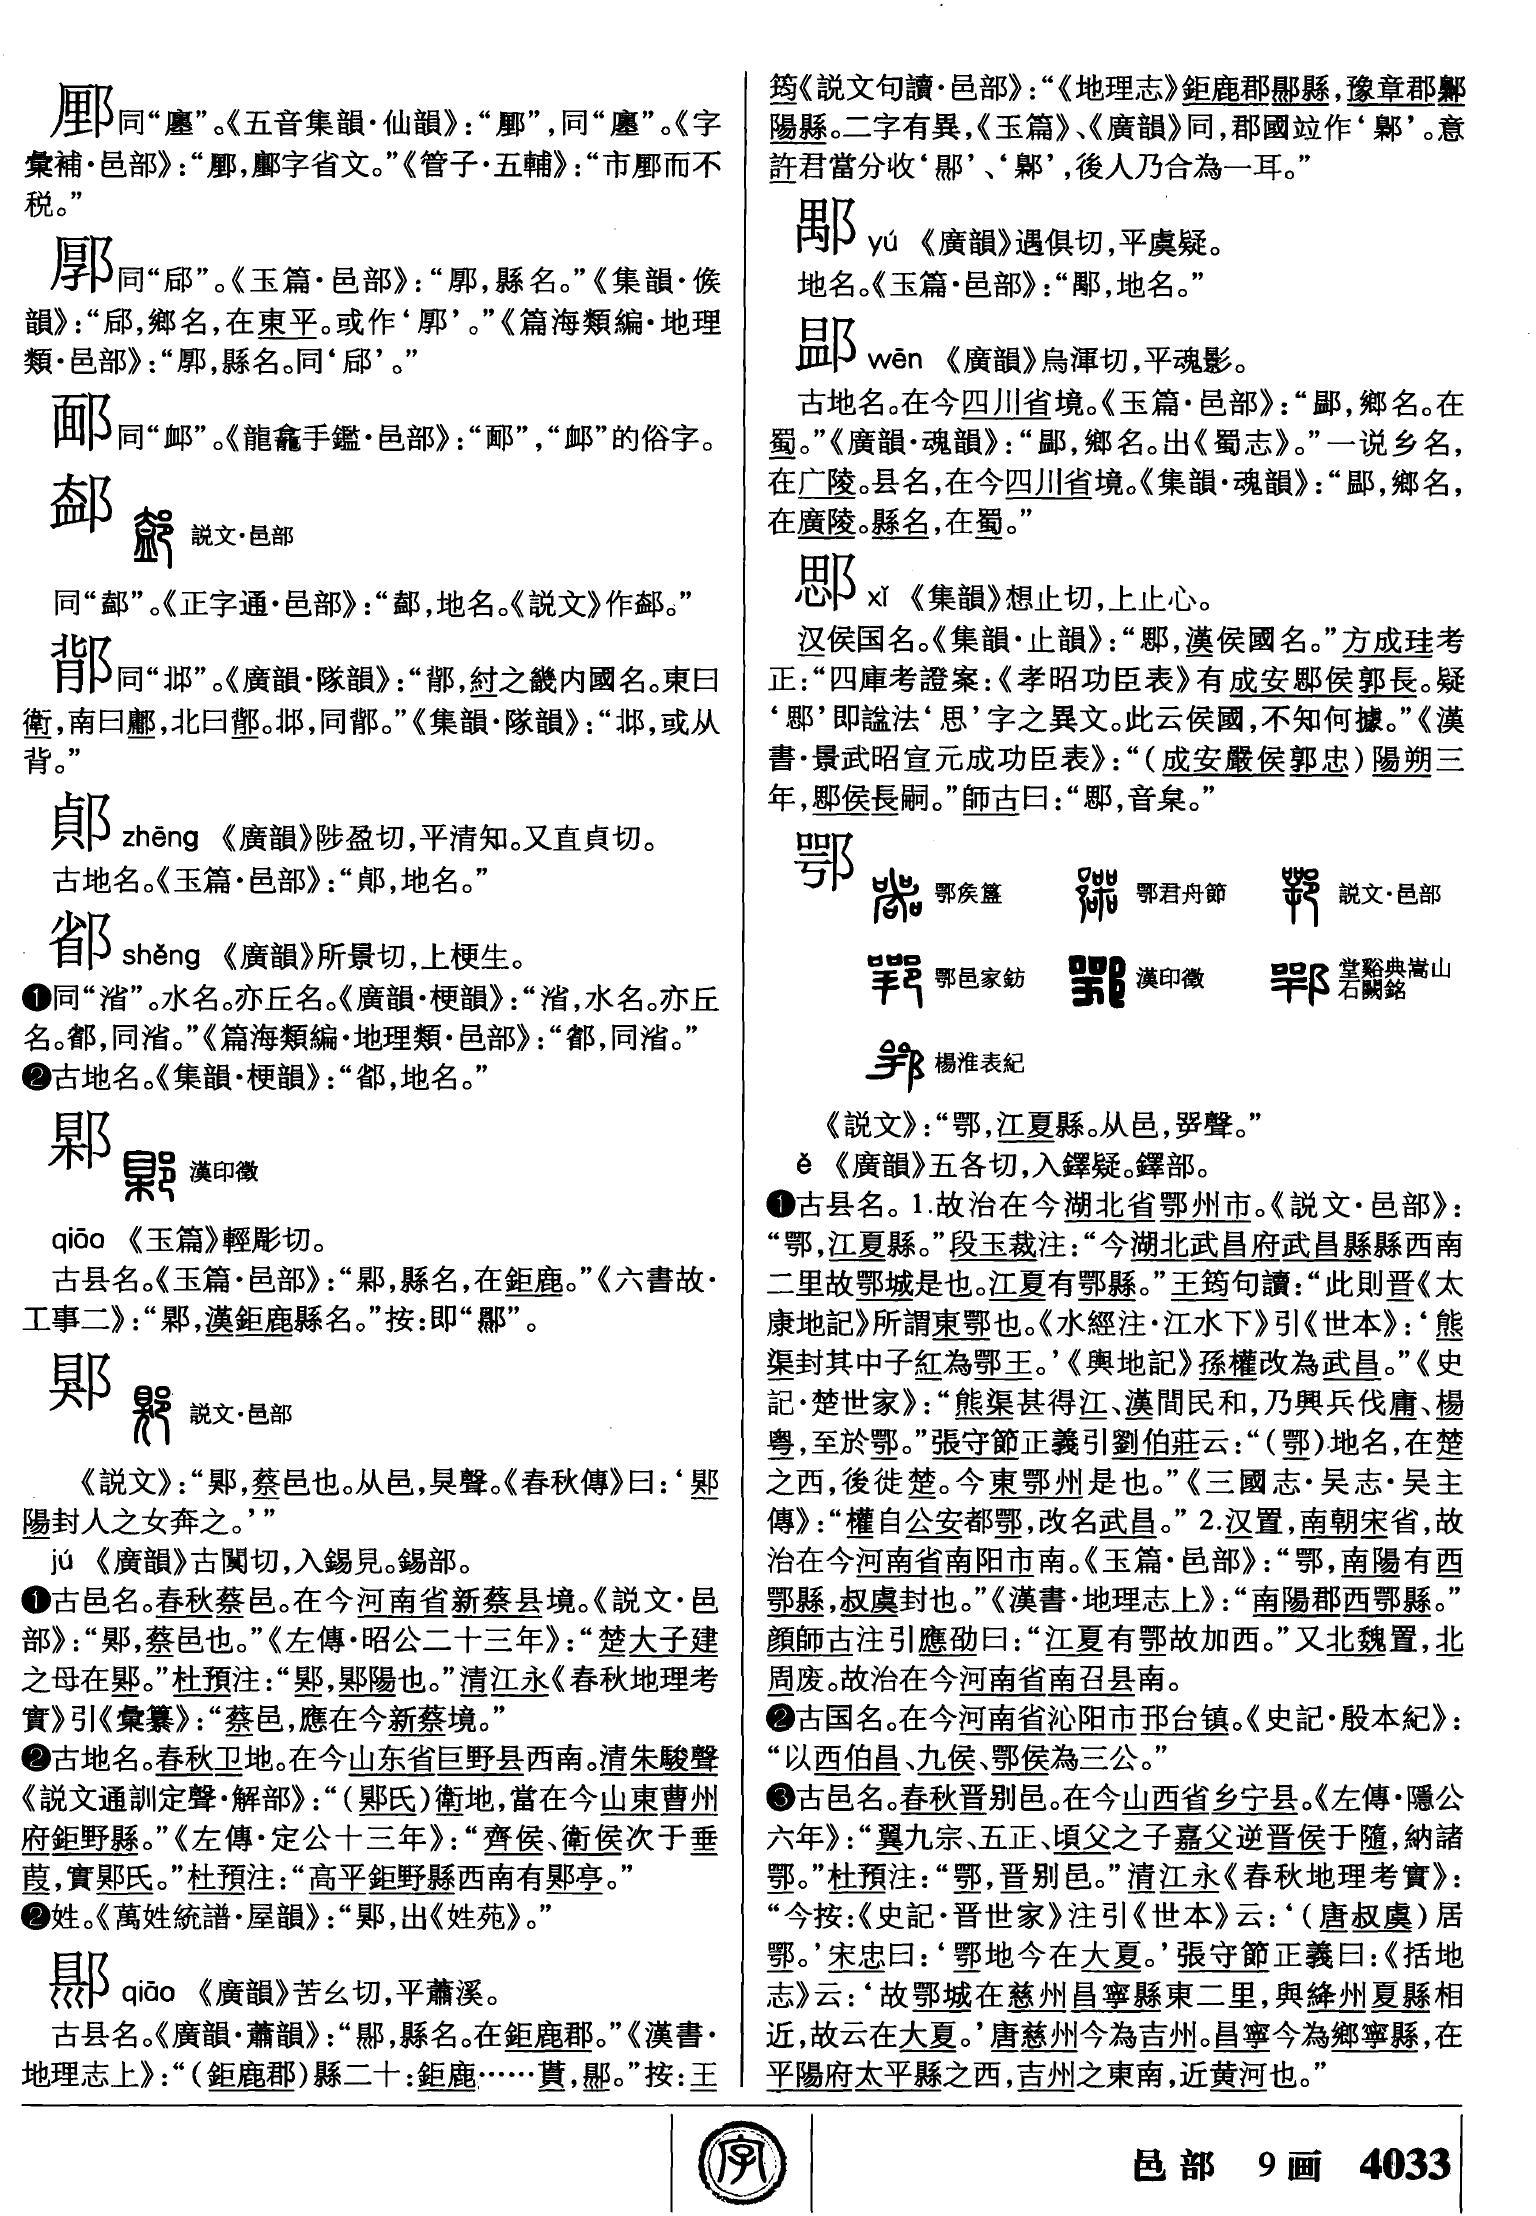 郾同“廛”。《五音集韻·仙韻》：“𨝸”，同“廛”。《字
彙補·邑部》：“𨝸，鄽字省文。”《管子·五輔》：“市𨝸而不
税。”
郈同“郈”。《玉篇·邑部》：“郈，縣名。”《集韻·𠊱
韻》：“郈，鄉名，在東平。或作‘𨞕’。”《篇海類編·地理
類·邑部》：“𨞕，縣名。同‘郈’。”
同“䘏”。《龍龕手鑑·邑部》：“”，“”的俗字。
説文·邑部
同“”。《正字通·邑部》：“，地名。《説文》作。”
同“邶”。《廣韻·隊韻》：“，紂之畿内國名。東曰
衛，南曰鄘，北曰。邶，同。”《集韻·隊韻》：“邶，或从
背。”
zhēng 《廣韻》陟盈切，平清知。又直貞切。
古地名。《玉篇·邑部》：“，地名。”
shěng 《廣韻》所景切，上梗生。
❶同“渻”。水名。亦丘名。《廣韻·梗韻》：“渻，水名。亦丘
名。，同渻。”《篇海類編·地理類·邑部》：“，同渻。”
❷古地名。《集韻·梗韻》：“，地名。”
漢印徵
qiāo 《玉篇》輕彫切。
古县名。《玉篇·邑部》：“，縣名，在鉅鹿。”《六書故·
工事二》：“，漢鉅鹿縣名。”按：即“鄡”。
郹 説文·邑部
《説文》：“郹，蔡邑也。从邑，狊聲。《春秋傳》曰：‘郹
陽封人之女奔之。’”
jú 《廣韻》古闃切，入錫見。錫部。
❶古邑名。春秋蔡邑。在今河南省新蔡县境。《説文·邑
部》：“郹，蔡邑也。”《左傳·昭公二十三年》：“楚大子建
之母在郹。”杜預注：“郹，郹陽也。”清江永《春秋地理考
實》引《彙纂》：“蔡邑，應在今新蔡境。”
❷古地名。春秋卫地。在今山东省巨野县西南。清朱駿聲
《説文通訓定聲·解部》：“（郹氏）衛地，當在今山東曹州
府鉅野縣。”《左傳·定公十三年》：“齊侯、衛侯次于垂
葭，實郹氏。”杜預注：“高平鉅野縣西南有郹亭。”
❷姓。《萬姓統譜·屋韻》：“郹，出《姓苑》。”
qiāo 《廣韻》苦幺切，平蕭溪。
古县名。《廣韻·蕭韻》：“，縣名。在鉅鹿郡。”《漢書·
地理志上》：“（鉅鹿郡）縣二十：鉅鹿……貰，。”按：王
筠《説文句讀·邑部》：“《地理志》鉅鹿郡縣，豫章郡鄡
陽縣。二字有異，《玉篇》、《廣韻》同，郡國竝作‘鄡’。意
許君當分收‘’、‘鄡’，後人乃合為一耳。”
yú 《廣韻》遇俱切，平虞疑。
地名。《玉篇·邑部》：“，地名。”
wēn 《廣韻》烏渾切，平魂影。
古地名。在今四川省境。《玉篇·邑部》：“，鄉名。在
蜀。”《廣韻·魂韻》：“，鄉名。出《蜀志》。”一说乡名，
在广陵。县名，在今四川省境。《集韻·魂韻》：“，鄉名，
在廣陵。縣名，在蜀。”
xǐ 《集韻》想止切，上止心。
汉侯国名。《集韻·止韻》：“，漢侯國名。”方成珪考
正：“四庫考證案：《孝昭功臣表》有成安侯郭長。疑
‘’即諡法‘思’字之異文。此云侯國，不知何據。”《漢
書·景武昭宣元成功臣表》：“（成安嚴侯郭忠）陽朔三
年，侯長嗣。”師古曰：“，音枲。”
鄂 鄂侯簋 鄂君舟節 説文·邑部
鄂邑家鈁 漢印徵 堂谿典嵩山石闕銘
楊淮表紀
《説文》：“鄂，江夏縣。从邑，咢聲。”
è 《廣韻》五各切，入鐸疑。鐸部。
❶古县名。1.故治在今湖北省鄂州市。《説文·邑部》：
“鄂，江夏縣。”段玉裁注：“今湖北武昌府武昌縣縣西南
二里故鄂城是也。江夏有鄂縣。”王筠句讀：“此則晋《太
康地記》所謂東鄂也。《水經注·江水下》引《世本》：‘熊
渠封其中子紅為鄂王。’《輿地記》孫權改為武昌。”《史
記·楚世家》：“熊渠甚得江、漢間民和，乃興兵伐庸、楊
粤，至於鄂。”張守節正義引劉伯莊云：“（鄂）地名，在楚
之西，後徙楚。今東鄂州是也。”《三國志·吴志·吴主
傳》：“權自公安都鄂，改名武昌。” 2.汉置，南朝宋省，故
治在今河南省南阳市南。《玉篇·邑部》：“鄂，南陽有西
鄂縣，叔虞封也。”《漢書·地理志上》：“南陽郡西鄂縣。”
顔師古注引應劭曰：“江夏有鄂故加西。”又北魏置，北
周废。故治在今河南省南召县南。
❷古国名。在今河南省沁阳市邘台镇。《史記·殷本紀》：
“以西伯昌、九侯、鄂侯為三公。”
❸古邑名。春秋晋别邑。在今山西省乡宁县。《左傳·隱公
六年》：“翼九宗、五正、頃父之子嘉父逆晋侯于隨，納諸
鄂。”杜預注：“鄂，晋别邑。”清江永《春秋地理考實》：
“今按：《史記·晋世家》注引《世本》云：‘（唐叔虞）居
鄂。’宋忠曰：‘鄂地今在大夏。’張守節正義曰：《括地
志》云：‘故鄂城在慈州昌寧縣東二里，與絳州夏縣相
近，故云在大夏。’唐慈州今為吉州。昌寧今為鄉寧縣，在
平陽府太平縣之西，吉州之東南，近黄河也。”
字
邑部 9画 4033